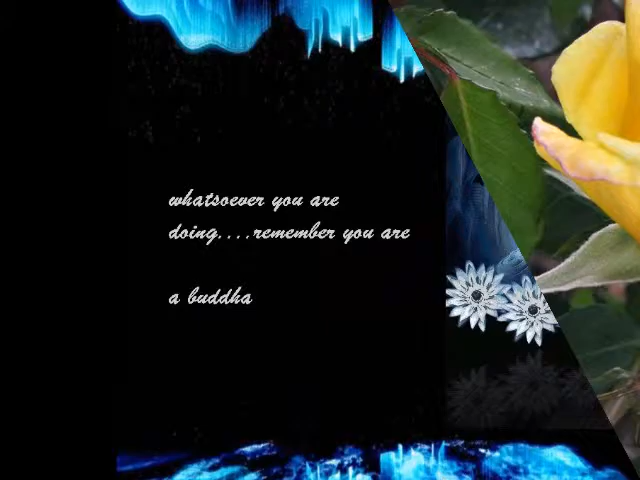 whatsoever you are
doing....remember you are
a buddha